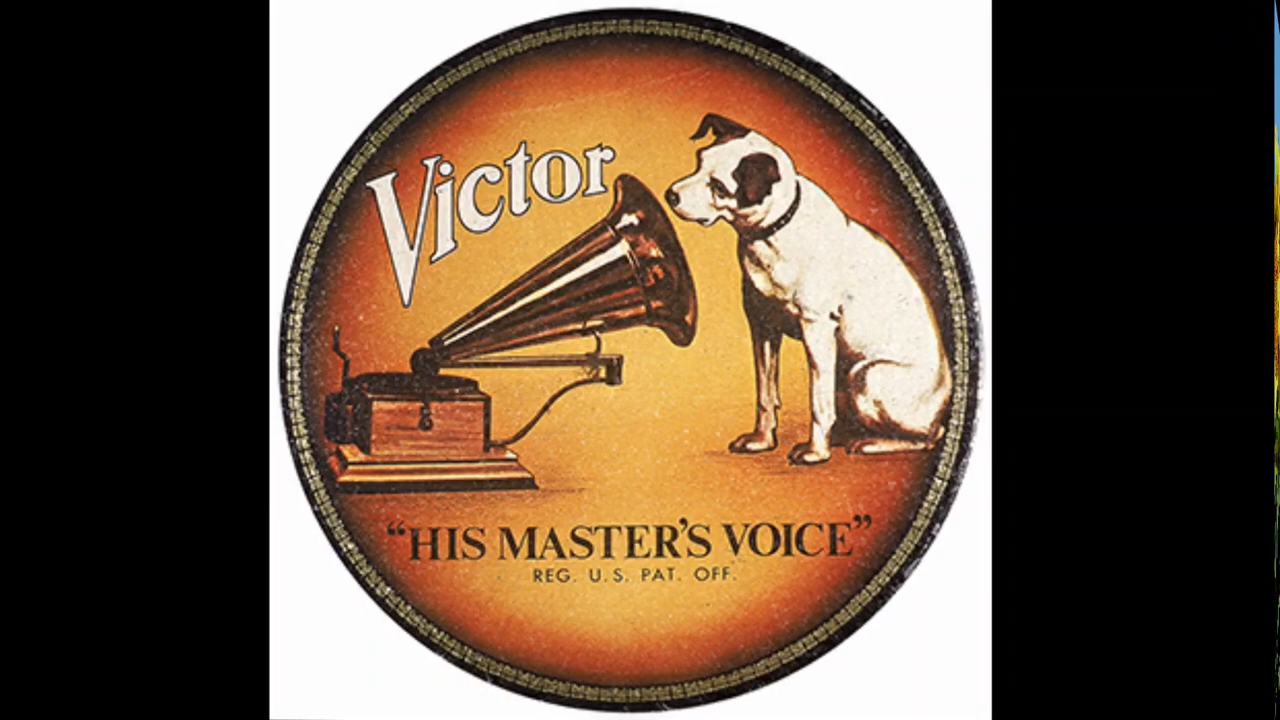 Victor
“HIS MASTER’S VOICE”
REG. U.S. PAT. OFF.